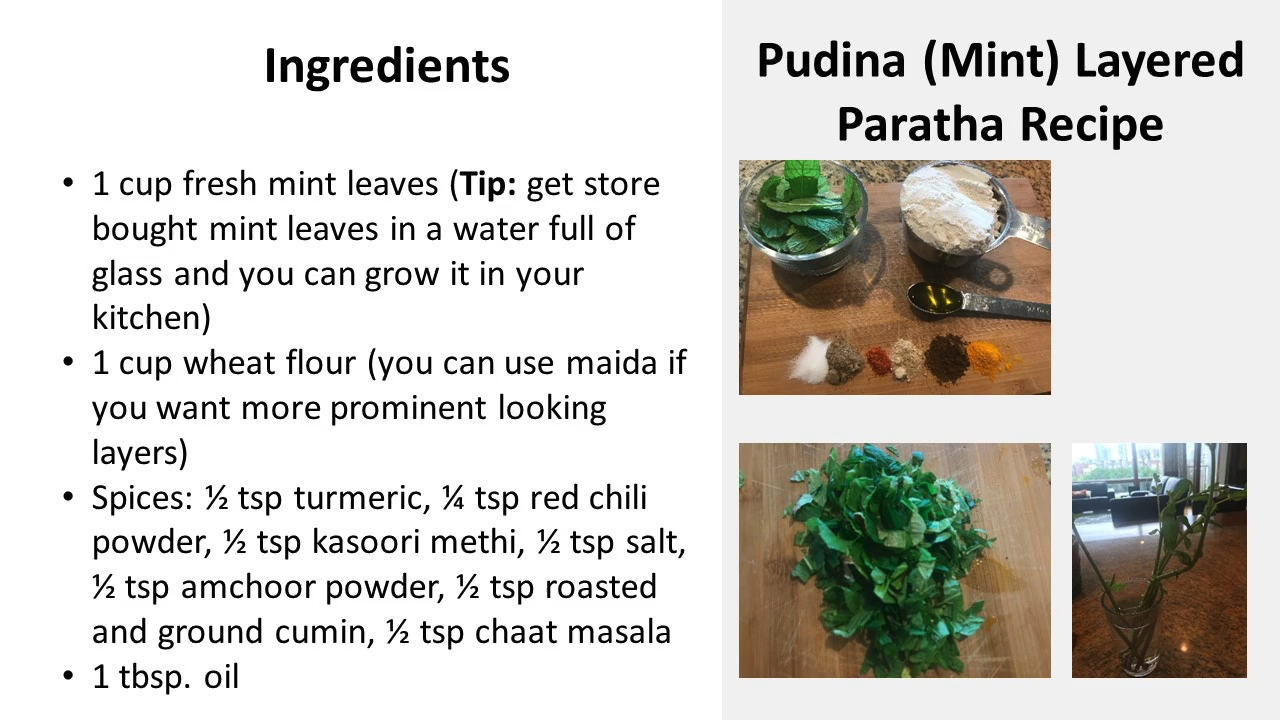 Ingredients
• 1 cup fresh mint leaves (Tip: get store
bought mint leaves in a water full of
glass and you can grow it in your
kitchen)
• 1 cup wheat flour (you can use maida if
you want more prominent looking
layers)
• Spices: ½ tsp turmeric, ¼ tsp red chili
powder, ½ tsp kasoori methi, ½ tsp salt,
½ tsp amchoor powder, ½ tsp roasted
and ground cumin, ½ tsp chaat masala
• 1 tbsp. oil
Pudina (Mint) Layered
Paratha Recipe